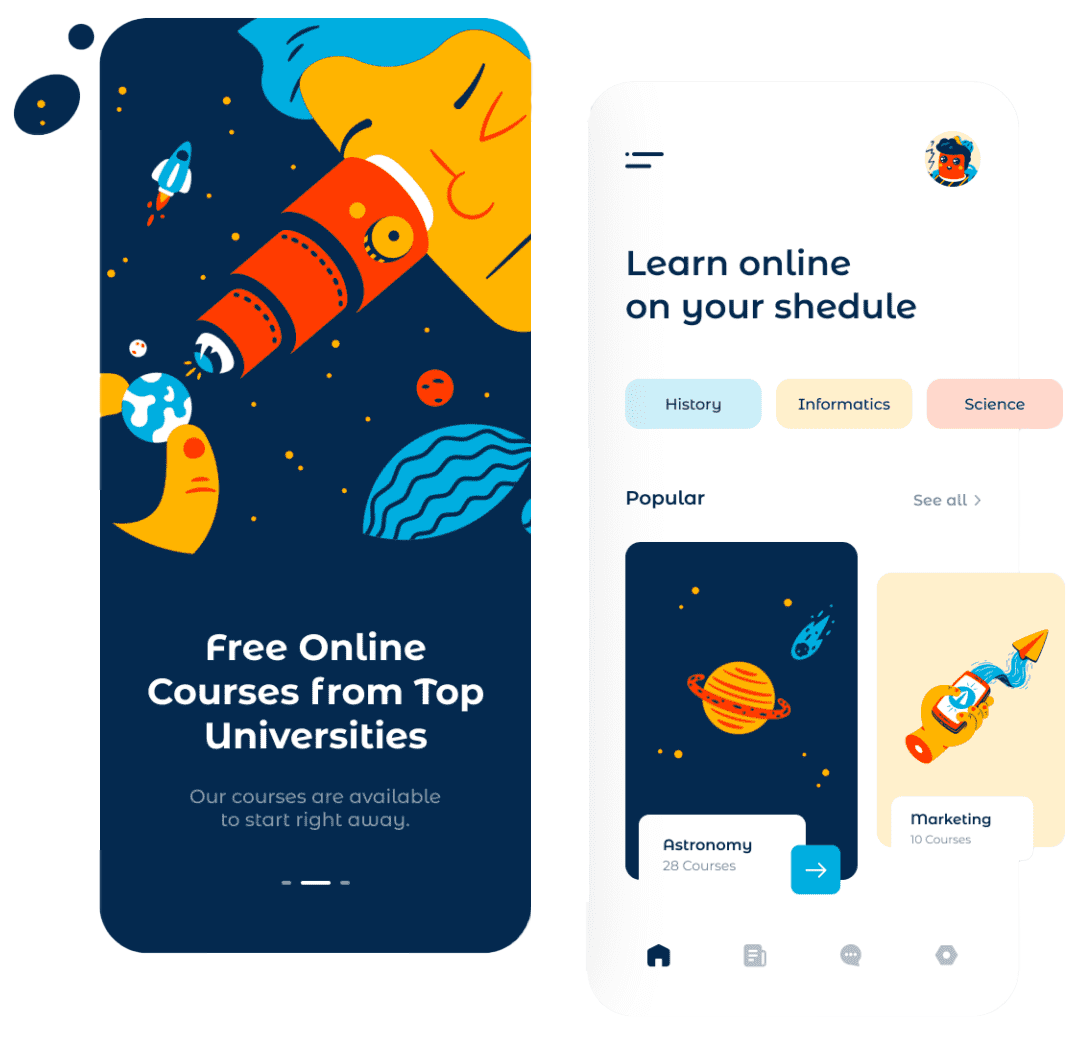 Free Online
Courses from Top
Universities
Our courses are available
to start right away.
Learn online
on your shedule
History
Informatics
Science
Popular
See all
Astronomy
28 Courses
Marketing
10 Courses